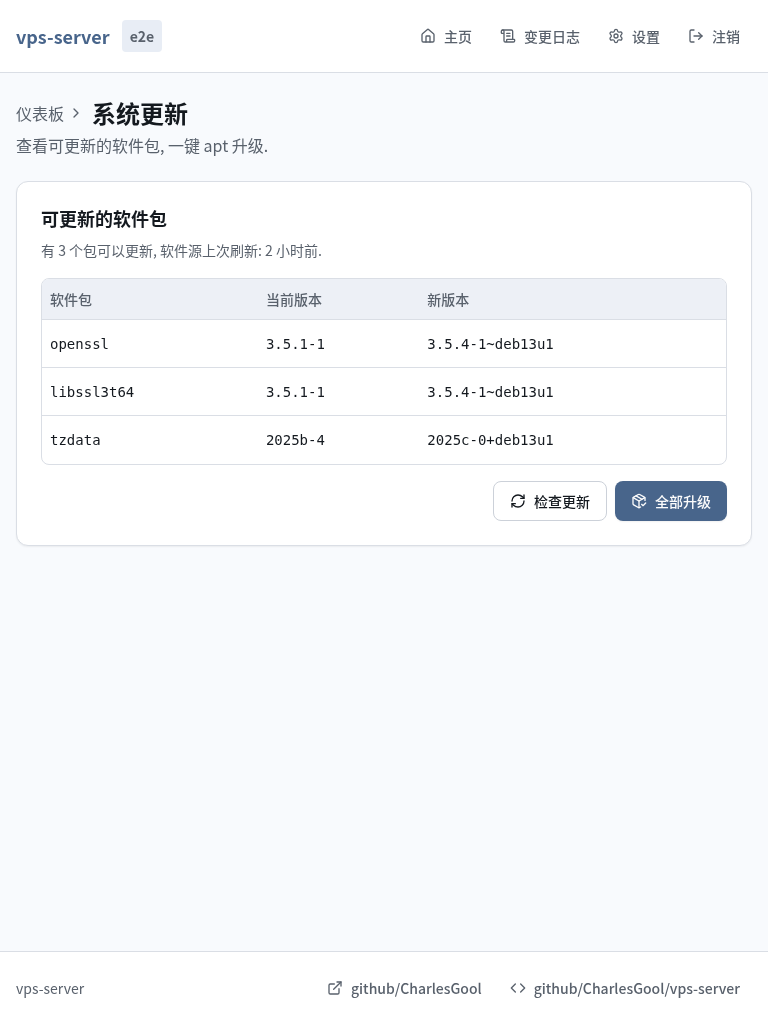 vps-server e2e 主页 变更日志 设置 注销
仪表板 系统更新
查看可更新的软件包, 一键 apt 升级.
可更新的软件包
有 3 个包可以更新, 软件源上次刷新: 2 小时前.
软件包 当前版本 新版本
openssl 3.5.1-1 3.5.4-1~deb13u1
libssl3t64 3.5.1-1 3.5.4-1~deb13u1
tzdata 2025b-4 2025c-0+deb13u1
检查更新 全部升级
vps-server github/CharlesGool github/CharlesGool/vps-server